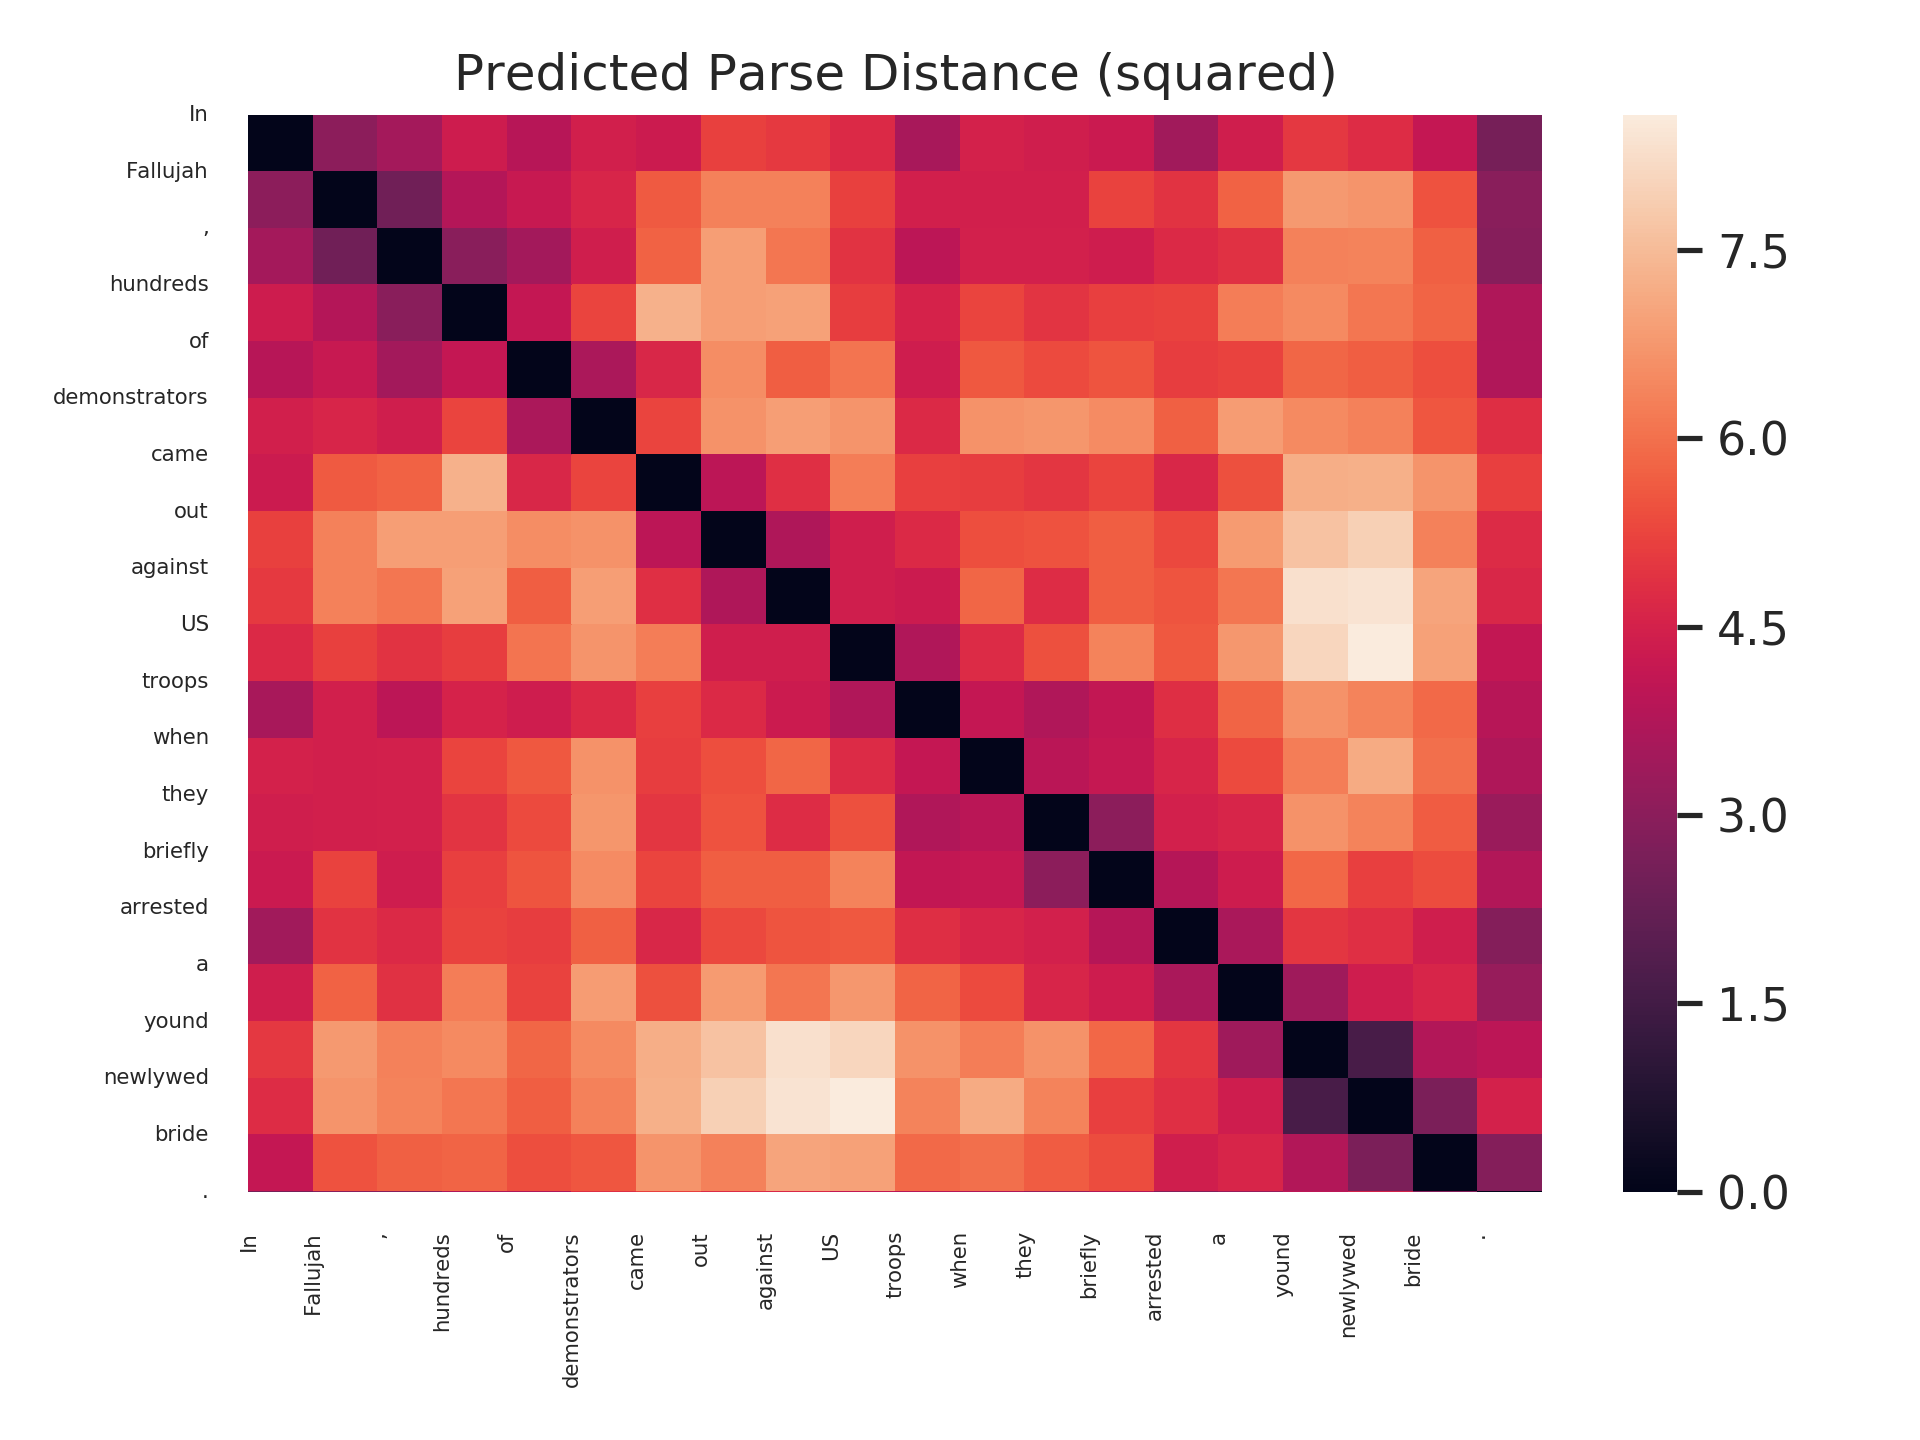 Predicted Parse Distance (squared)
In
Fallujah
,
hundreds
of
demonstrators
came
out
against
US
troops
when
they
briefly
arrested
a
yound
newlywed
bride
.
7.5
6.0
4.5
3.0
1.5
0.0
In
Fallujah
,
hundreds
of
demonstrators
came
out
against
US
troops
when
they
briefly
arrested
a
yound
newlywed
bride
.